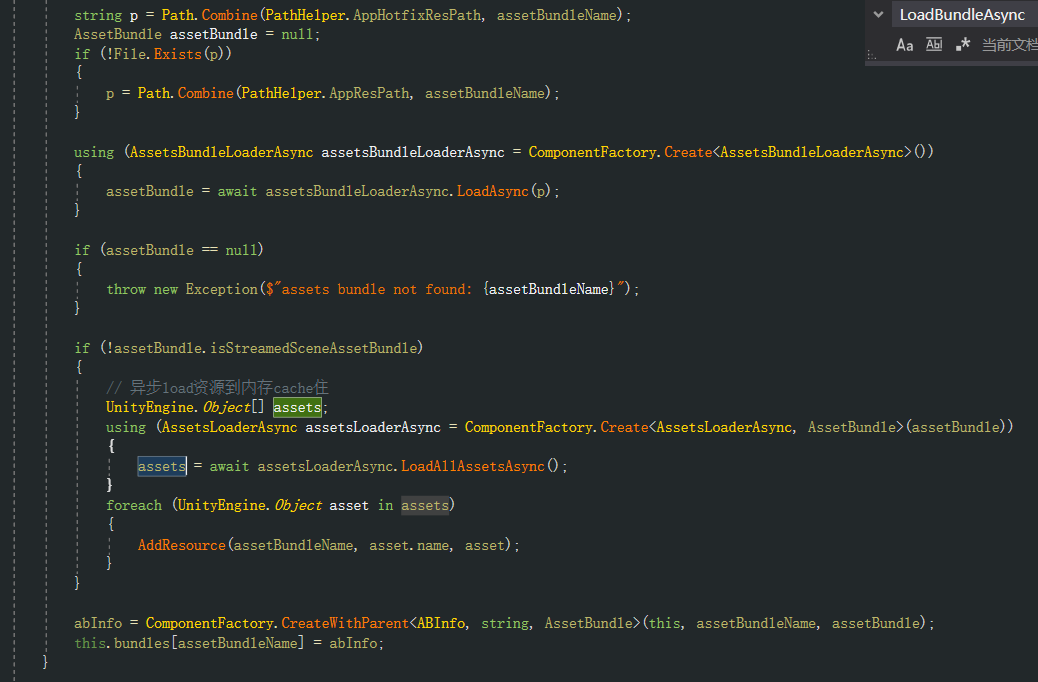 string p = Path.Combine(PathHelper.AppHotfixResPath, assetBundleName);
AssetBundle assetBundle = null;
if (!File.Exists(p))
{
p = Path.Combine(PathHelper.AppResPath, assetBundleName);
}
using (AssetsBundleLoaderAsync assetsBundleLoaderAsync = ComponentFactory.Create<AssetsBundleLoaderAsync>())
{
assetBundle = await assetsBundleLoaderAsync.LoadAsync(p);
}
if (assetBundle == null)
{
throw new Exception($"assets bundle not found: {assetBundleName}");
}
if (!assetBundle.isStreamedSceneAssetBundle)
{
// 异步load资源到内存cache住
UnityEngine.Object[] assets;
using (AssetsLoaderAsync assetsLoaderAsync = ComponentFactory.Create<AssetsLoaderAsync, AssetBundle>(assetBundle))
{
assets = await assetsLoaderAsync.LoadAllAssetsAsync();
}
foreach (UnityEngine.Object asset in assets)
{
AddResource(assetBundleName, asset.name, asset);
}
}
abInfo = ComponentFactory.CreateWithParent<ABInfo, string, AssetBundle>(this, assetBundleName, assetBundle);
this.bundles[assetBundleName] = abInfo;
}
LoadBundleAsync
Aa Ab .* 当前文档